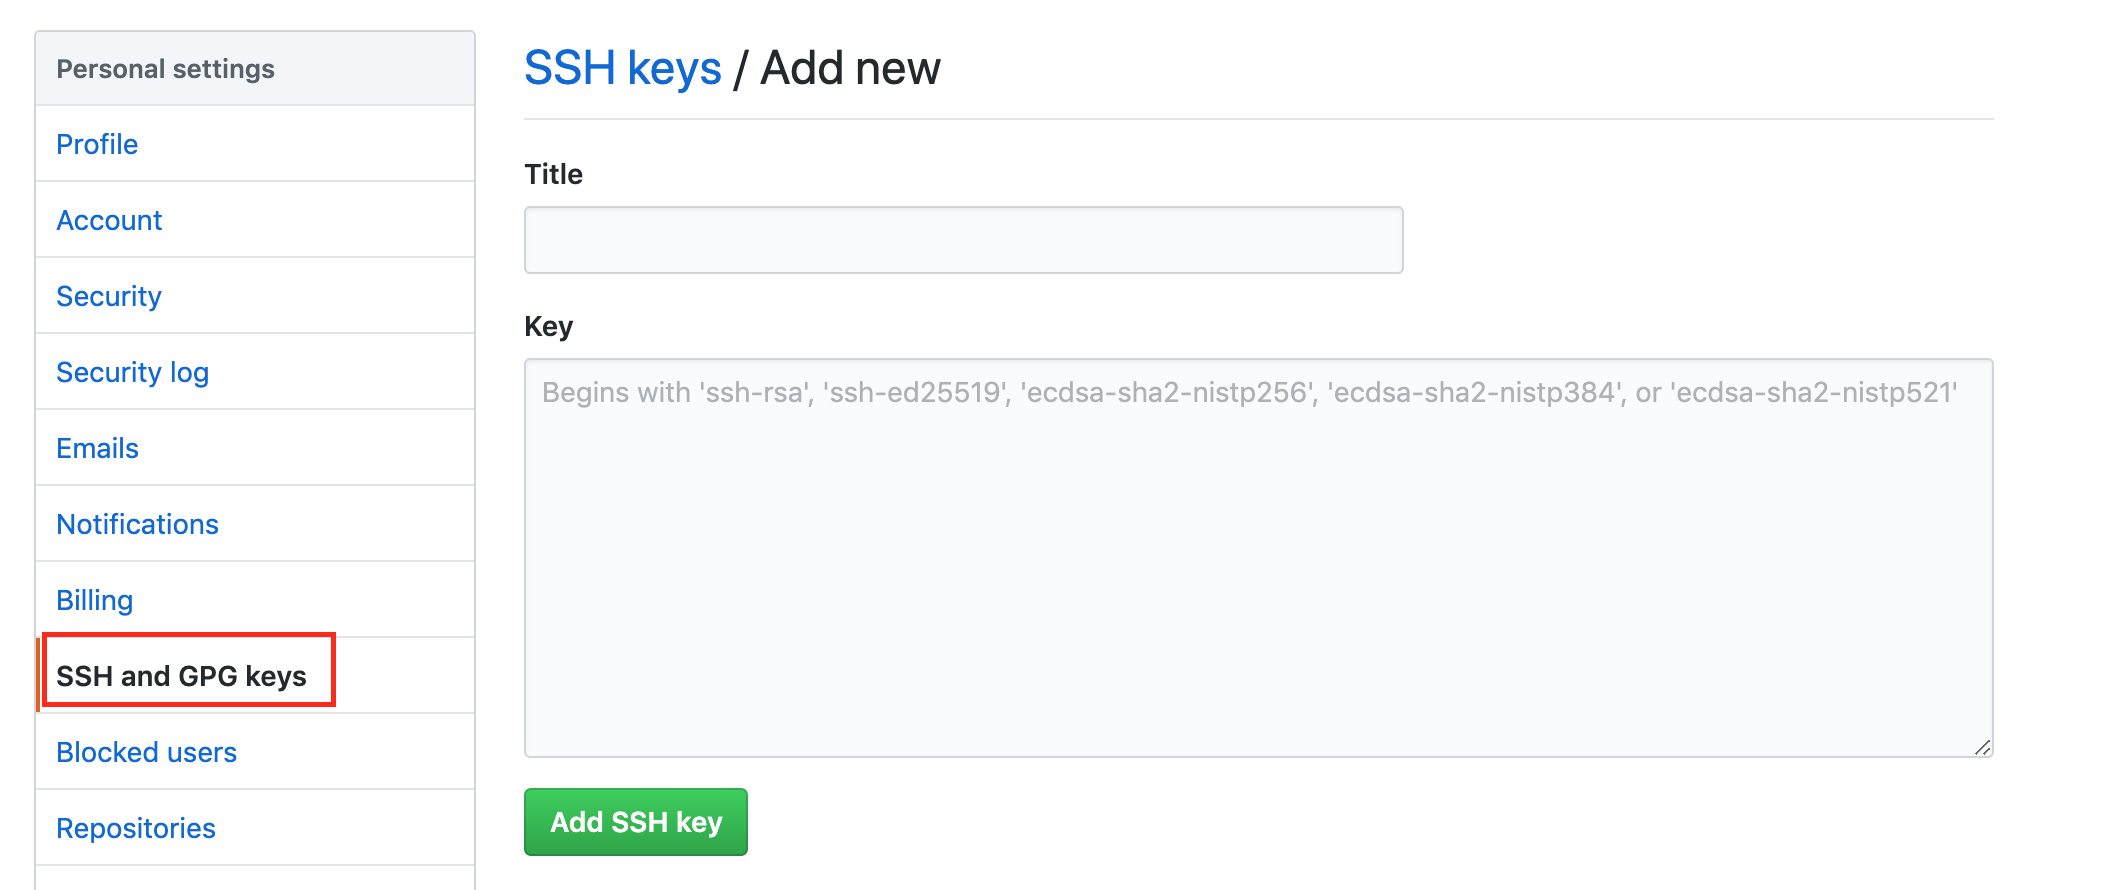 Personal settings
Profile
Account
Security
Security log
Emails
Notifications
Billing
SSH and GPG keys
Blocked users
Repositories
SSH keys / Add new
Title
Key
Begins with 'ssh-rsa', 'ssh-ed25519', 'ecdsa-sha2-nistp256', 'ecdsa-sha2-nistp384', or 'ecdsa-sha2-nistp521'
Add SSH key